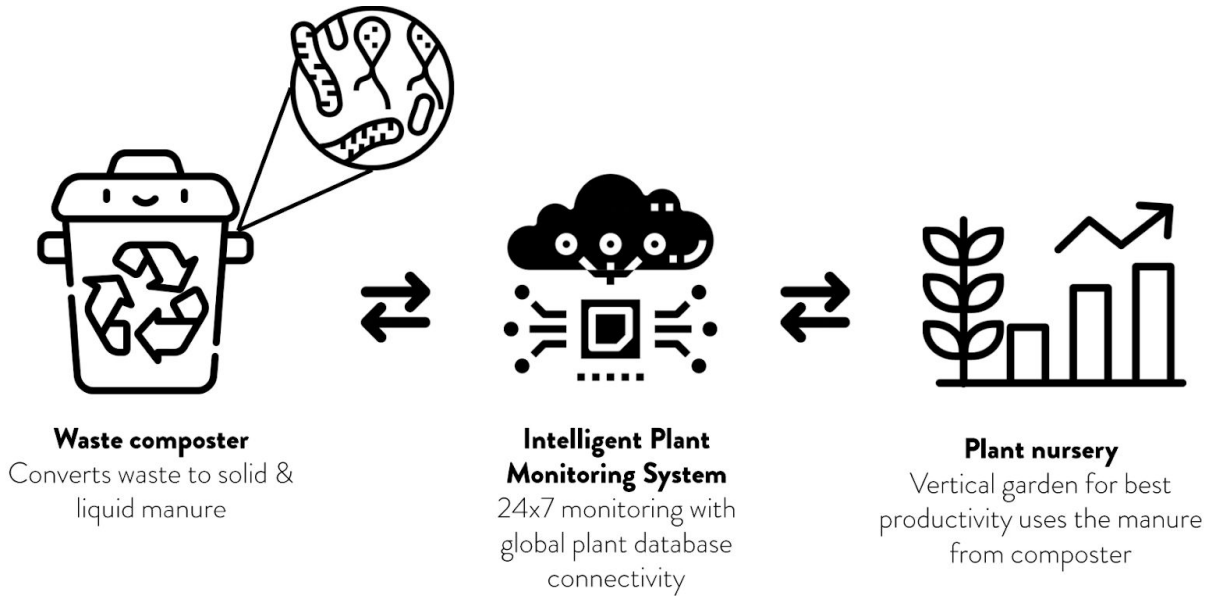 Waste composter
Converts waste to solid &
liquid manure
Intelligent Plant
Monitoring System
24x7 monitoring with
global plant database
connectivity
Plant nursery
Vertical garden for best
productivity uses the manure
from composter